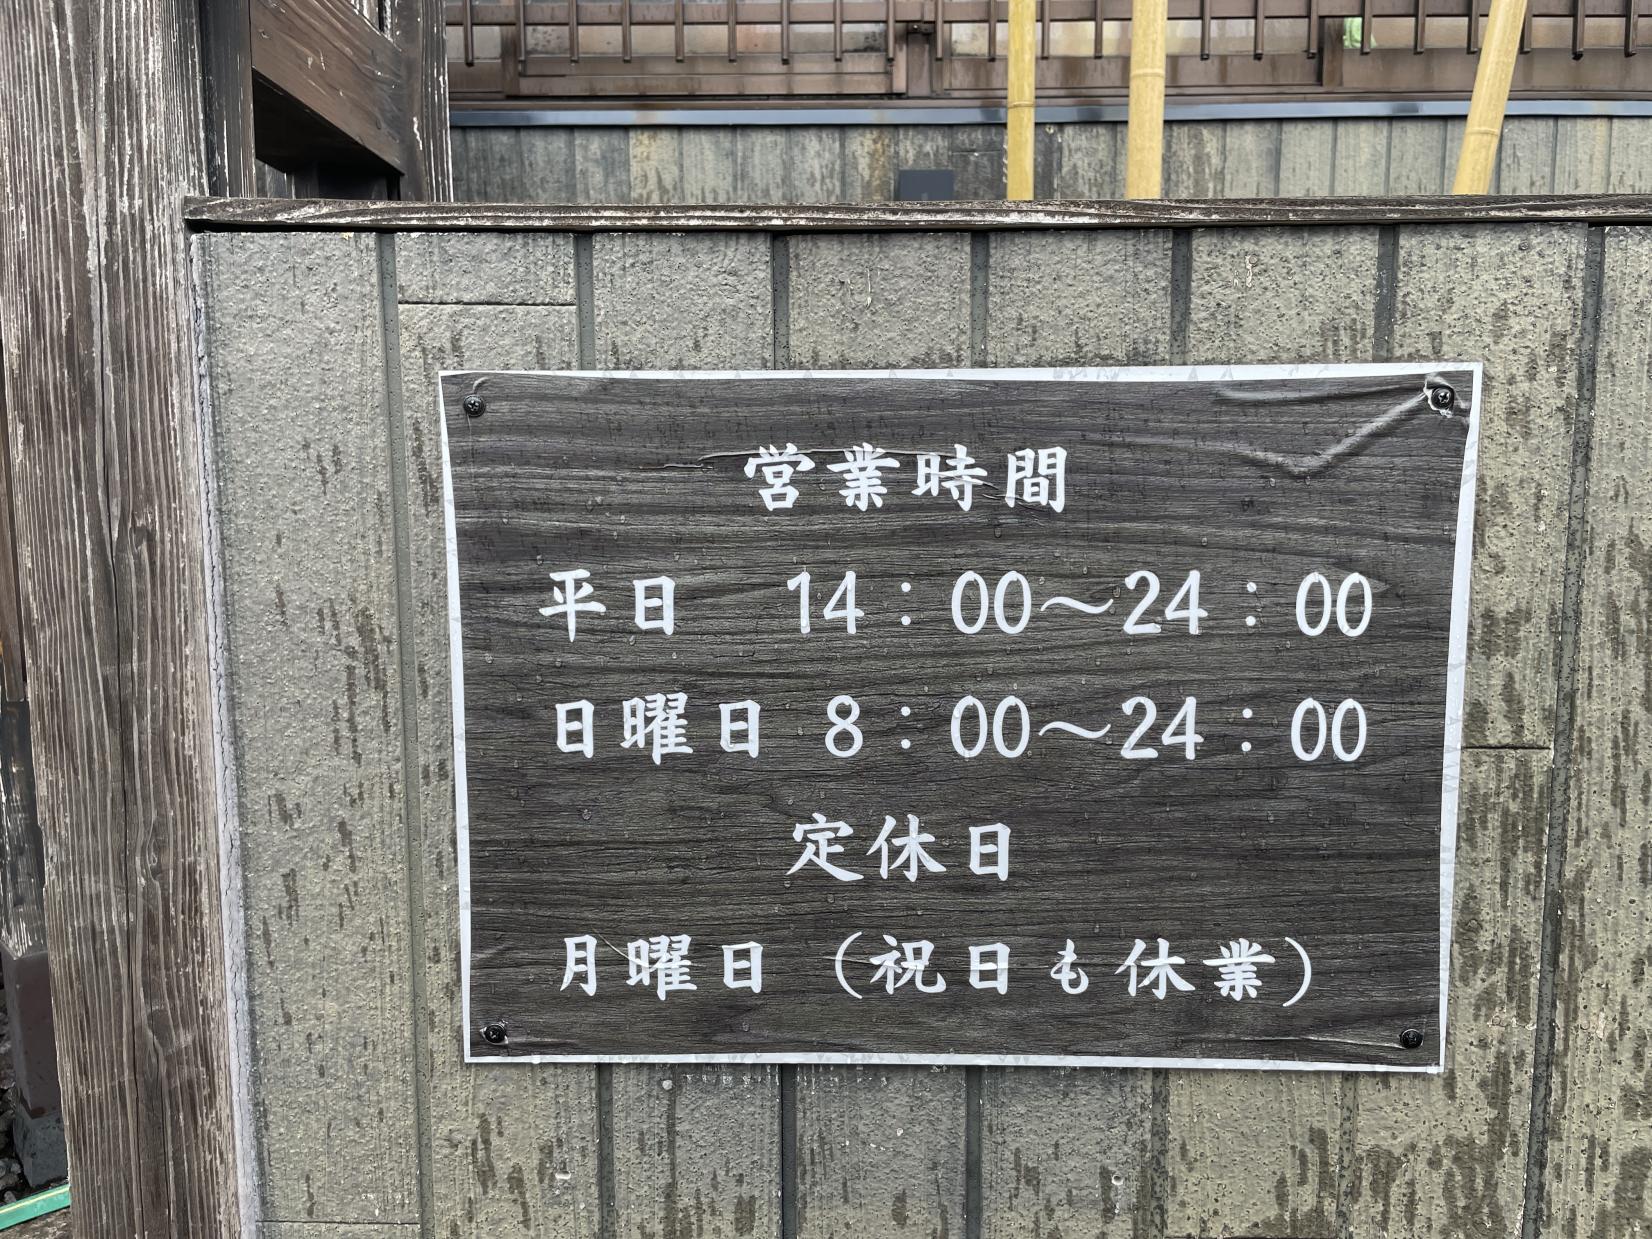 営業時間
平日 14：00～24：00
日曜日 8：00～24：00
定休日
月曜日（祝日も休業）